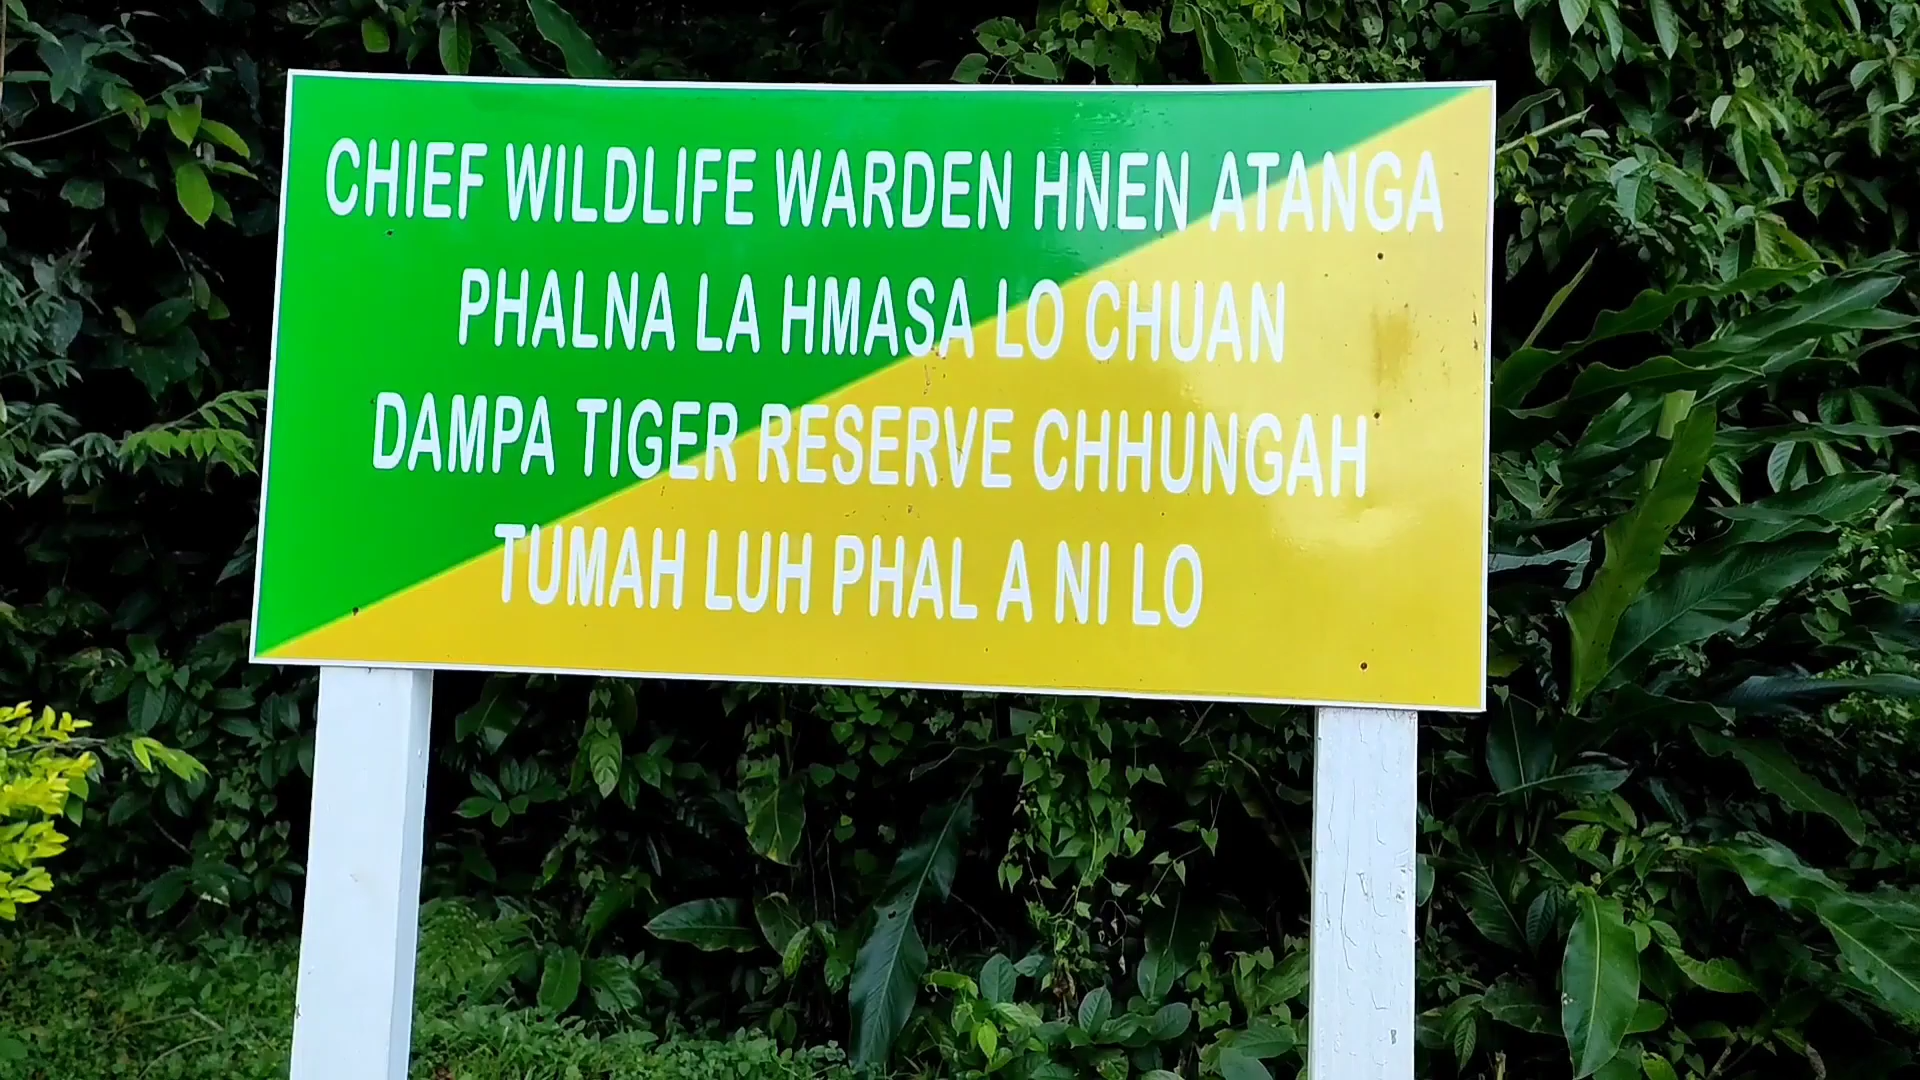 CHIEF WILDLIFE WARDEN HNEN ATANGA
PHALNA LA HMASA LO CHUAN
DAMPA TIGER RESERVE CHHUNGAH
TUMAH LUH PHAL A NI LO